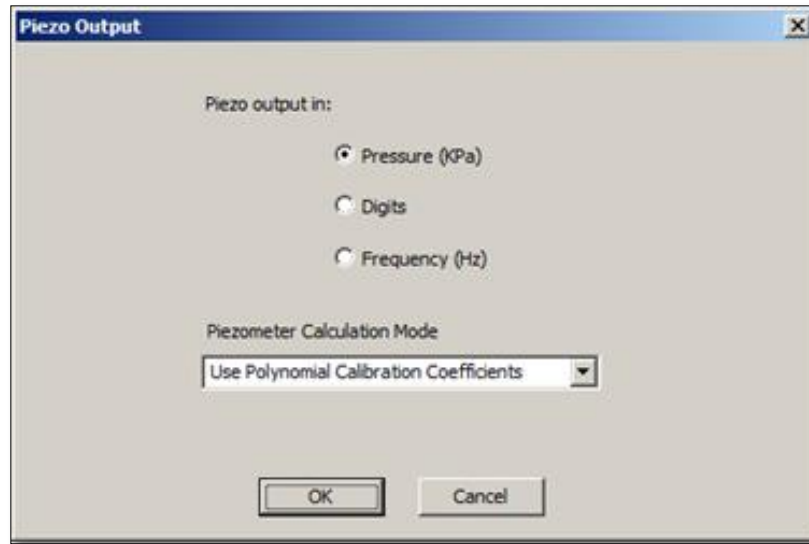 Piezo Output
Piezo output in:
Pressure (KPa)
Digits
Frequency (Hz)
Piezometer Calculation Mode
Use Polynomial Calibration Coefficients
OK
Cancel